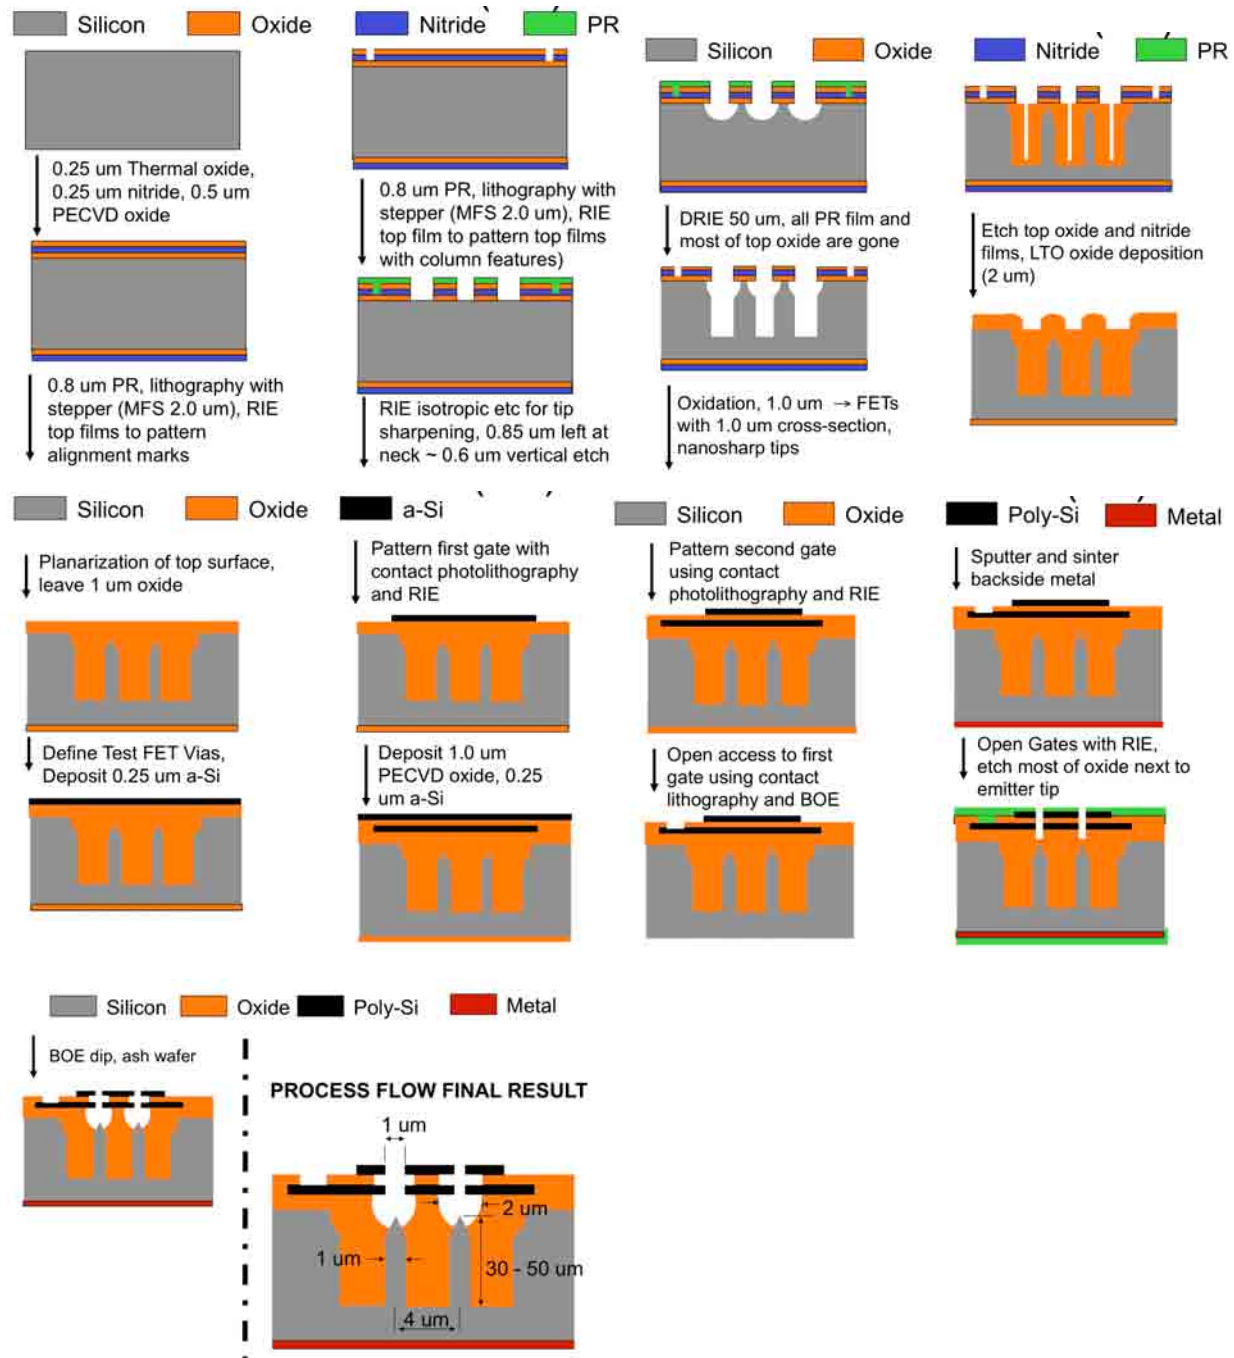 Silicon
Oxide
Nitride
PR
0.25 um Thermal oxide,
0.25 um nitride, 0.5 um
PECVD oxide
0.8 um PR, lithography with
stepper (MFS 2.0 um), RIE
top films to pattern
alignment marks
0.8 um PR, lithography with
stepper (MFS 2.0 um), RIE
top film to pattern top films
with column features)
RIE isotropic etc for tip
sharpening, 0.85 um left at
neck ~ 0.6 um vertical etch
Silicon
Oxide
Nitride
PR
DRIE 50 um, all PR film and
most of top oxide are gone
Oxidation, 1.0 um → FETs
with 1.0 um cross-section,
nanosharp tips
Etch top oxide and nitride
films, LTO oxide deposition
(2 um)
Silicon
Oxide
a-Si
Planarization of top surface,
leave 1 um oxide
Define Test FET Vias,
Deposit 0.25 um a-Si
Pattern first gate with
contact photolithography
and RIE
Deposit 1.0 um
PECVD oxide, 0.25
um a-Si
Silicon
Oxide
Poly-Si
Metal
Pattern second gate
using contact
photolithography and RIE
Open access to first
gate using contact
lithography and BOE
Sputter and sinter
backside metal
Open Gates with RIE,
etch most of oxide next to
emitter tip
Silicon
Oxide
Poly-Si
Metal
BOE dip, ash wafer
PROCESS FLOW FINAL RESULT
1 um
2 um
1 um
30 - 50 um
4 um